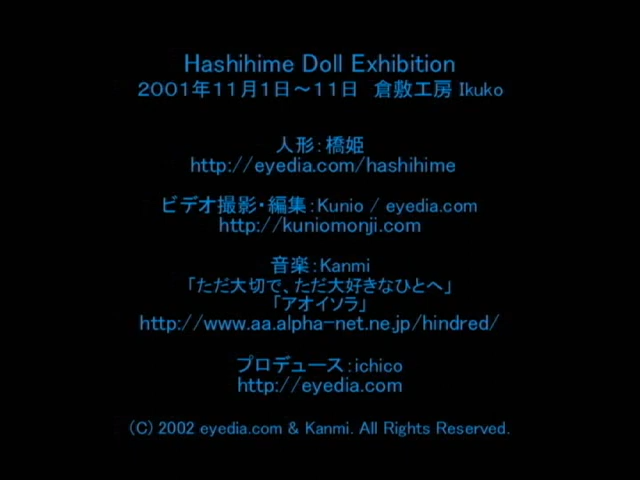 Hashihime Doll Exhibition
２００１年１１月１日～１１日　倉敷工房 Ikuko
人形：橋姫
http://eyedia.com/hashihime
ビデオ撮影・編集：Kunio / eyedia.com
http://kuniomonji.com
音楽：Kanmi
「ただ大切で、ただ大好きなひとへ」
「アオイソラ」
http://www.aa.alpha-net.ne.jp/hindred/
プロデュース：ichico
http://eyedia.com
(C) 2002 eyedia.com & Kanmi. All Rights Reserved.